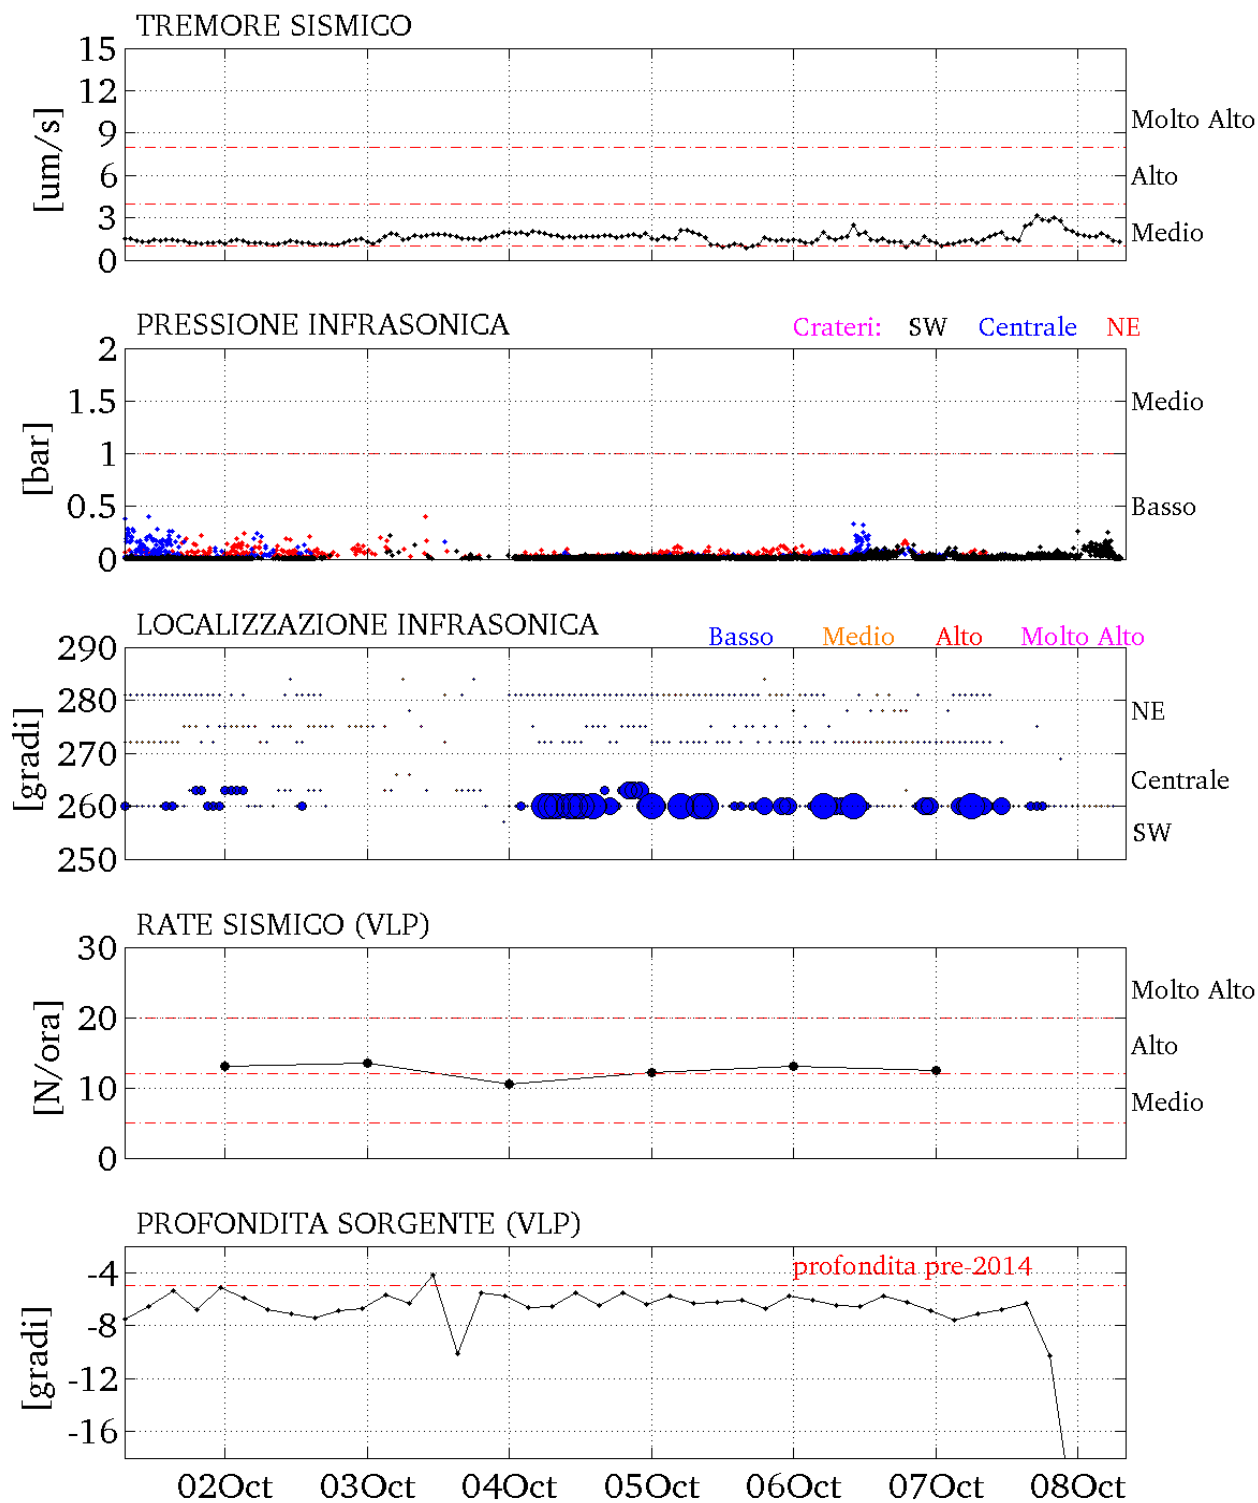 TREMORE SISMICO
15
12
9
6
3
0
[um/s]
Molto Alto
Alto
Medio
PRESSIONE INFRASONICA
Crateri: SW Centrale NE
2
1.5
1
0.5
0
[bar]
Medio
Basso
LOCALIZZAZIONE INFRASONICA
Basso Medio Alto Molto Alto
290
280
270
260
250
[gradi]
NE
Centrale
SW
RATE SISMICO (VLP)
30
20
10
0
[N/ora]
Molto Alto
Alto
Medio
PROFONDITA SORGENTE (VLP)
profondita pre-2014
-4
-8
-12
-16
[gradi]
02Oct 03Oct 04Oct 05Oct 06Oct 07Oct 08Oct